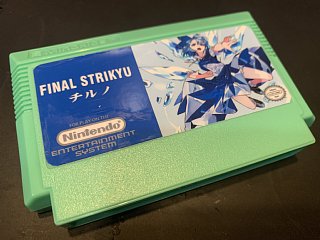 FINAL STRIKYU
チルノ
FOR PLAY ON THE
Nintendo
ENTERTAINMENT
SYSTEM